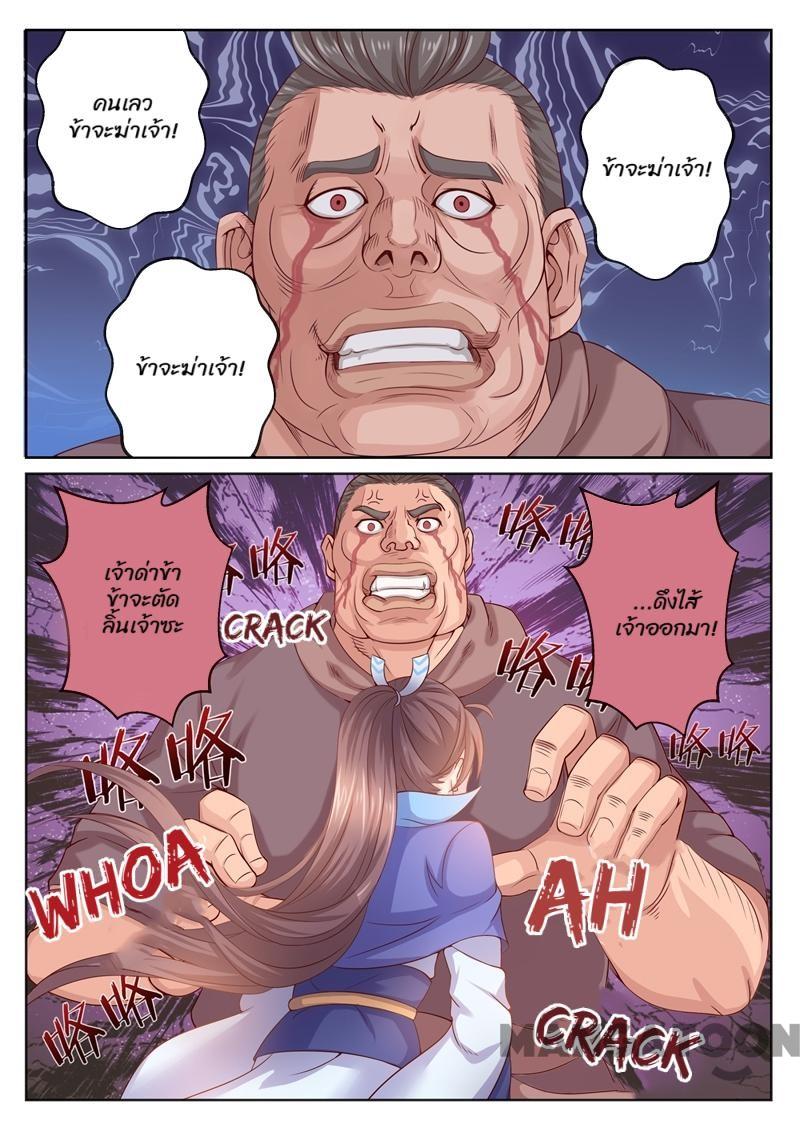 คนเลว
ข้าจะฆ่าเจ้า!
ข้าจะฆ่าเจ้า!
ข้าจะฆ่าเจ้า!
เจ้าด่าข้า
ข้าจะตัด
ลิ้นเจ้าซะ
...ดึงไส้
เจ้าออกมา!
咯咯
咯咯
CRACK
咯咯
咯咯
咯咯
WHOA
AH
咯咯
CRACK